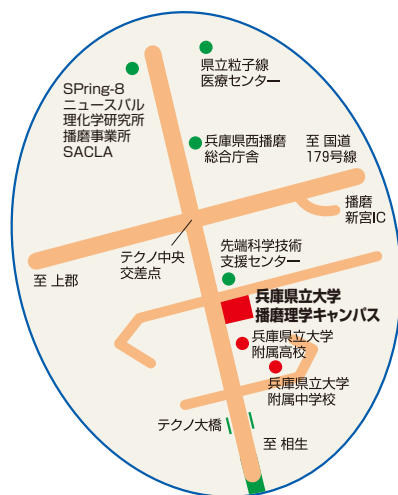 県立粒子線
医療センター
SPring-8
ニュースバル
理化学研究所
播磨事業所
SACLA
兵庫県西播磨
総合庁舎
至 国道
179号線
播磨
新宮IC
テクノ中央
交差点
至 上郡
先端科学技術
支援センター
兵庫県立大学
播磨理学キャンパス
兵庫県立大学
附属高校
兵庫県立大学
附属中学校
テクノ大橋
至 相生